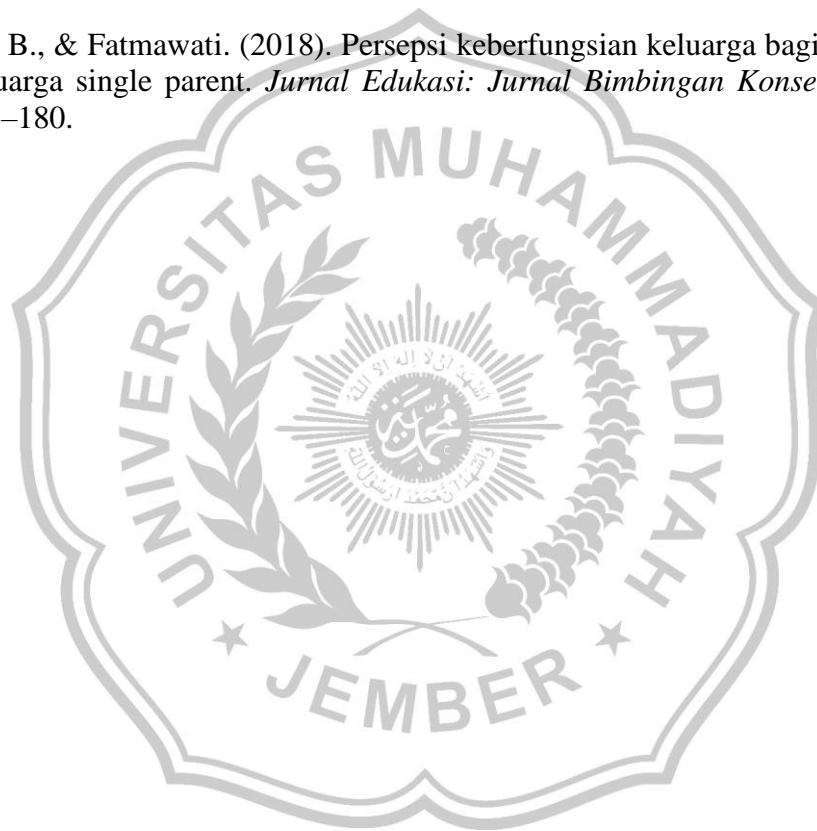 B., & Fatmawati. (2018). Persepsi keberfungsian keluarga bagi
uarga single parent. Jurnal Edukasi: Jurnal Bimbingan Konse
–180.
UNIVERSITAS MUHAMMADIYAH
JEMBER